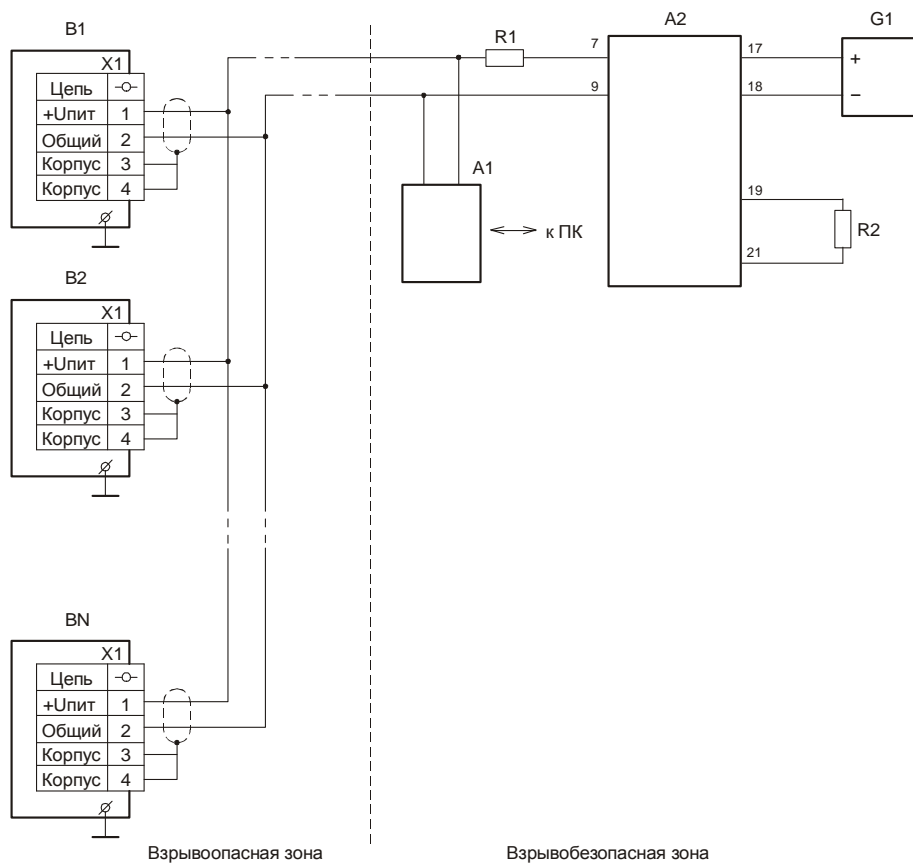 B1
X1
Цепь
+Uпит 1
Общий 2
Корпус 3
Корпус 4
B2
X1
Цепь
+Uпит 1
Общий 2
Корпус 3
Корпус 4
BN
X1
Цепь
+Uпит 1
Общий 2
Корпус 3
Корпус 4
R1
7
9
A2
17
18
19
21
G1
+
−
R2
A1
к ПК
Взрывоопасная зона
Взрывобезопасная зона